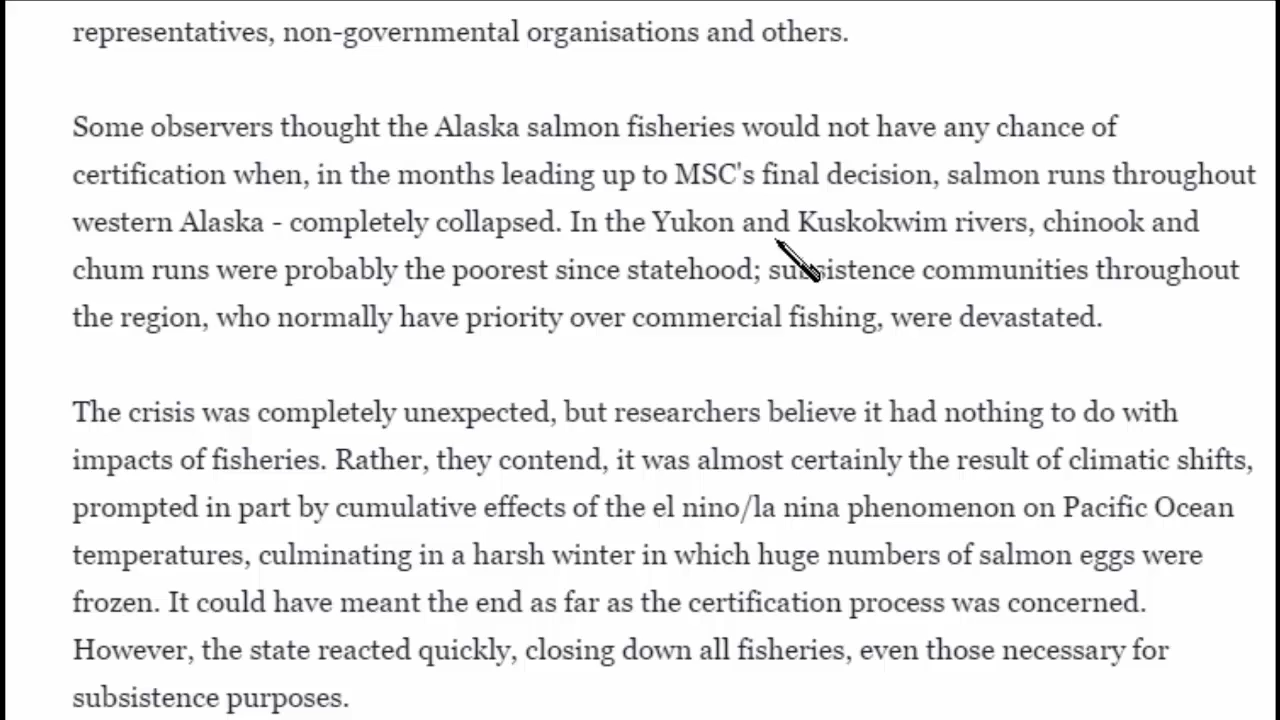 representatives, non-governmental organisations and others.
Some observers thought the Alaska salmon fisheries would not have any chance of
certification when, in the months leading up to MSC's final decision, salmon runs throughout
western Alaska - completely collapsed. In the Yukon and Kuskokwim rivers, chinook and
chum runs were probably the poorest since statehood; subsistence communities throughout
the region, who normally have priority over commercial fishing, were devastated.
The crisis was completely unexpected, but researchers believe it had nothing to do with
impacts of fisheries. Rather, they contend, it was almost certainly the result of climatic shifts,
prompted in part by cumulative effects of the el nino/la nina phenomenon on Pacific Ocean
temperatures, culminating in a harsh winter in which huge numbers of salmon eggs were
frozen. It could have meant the end as far as the certification process was concerned.
However, the state reacted quickly, closing down all fisheries, even those necessary for
subsistence purposes.